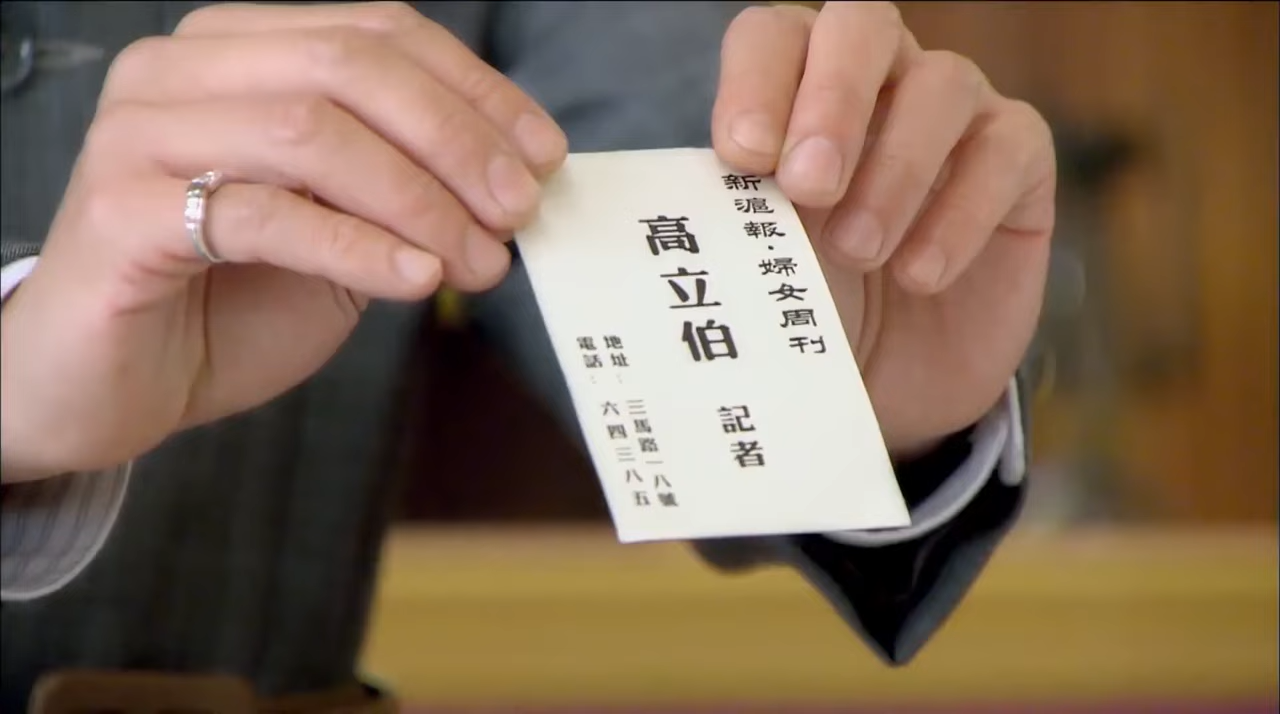 新滬報·婦女周刊
高立伯 記者
地址：三馬路一八號
電話：六四三八五